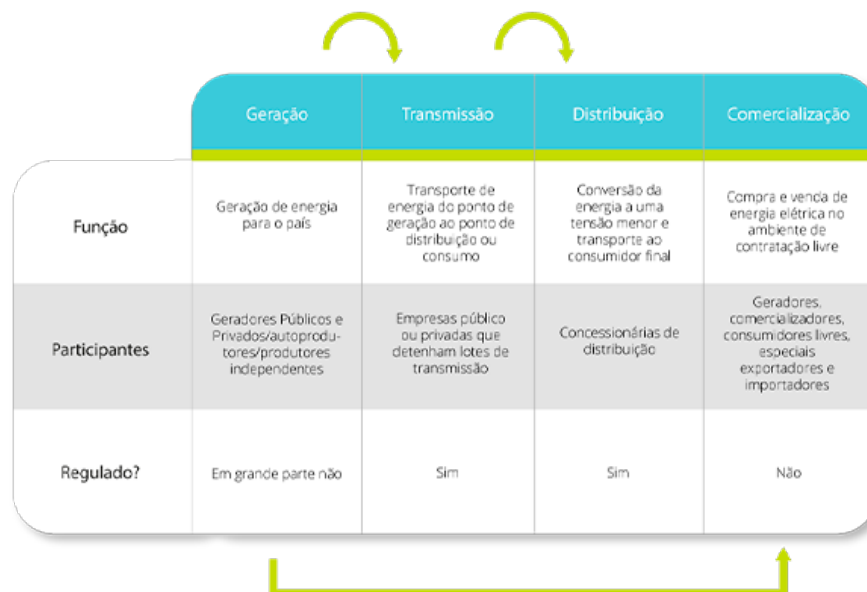 Geração Transmissão Distribuição Comercialização
Função
Geração de energia
para o país
Transporte de
energia do ponto de
geração ao ponto de
distribuição ou
consumo
Conversão da
energia a uma
tensão menor e
transporte ao
consumidor final
Compra e venda de
energia elétrica no
ambiente de
contratação livre
Participantes
Geradores Públicos e
Privados/autoprodu-
tores/produtores
independentes
Empresas público
ou privadas que
detenham lotes de
transmissão
Concessionárias de
distribuição
Geradores,
comercializadores,
consumidores livres,
especiais
exportadores e
importadores
Regulado?
Em grande parte não
Sim
Sim
Não